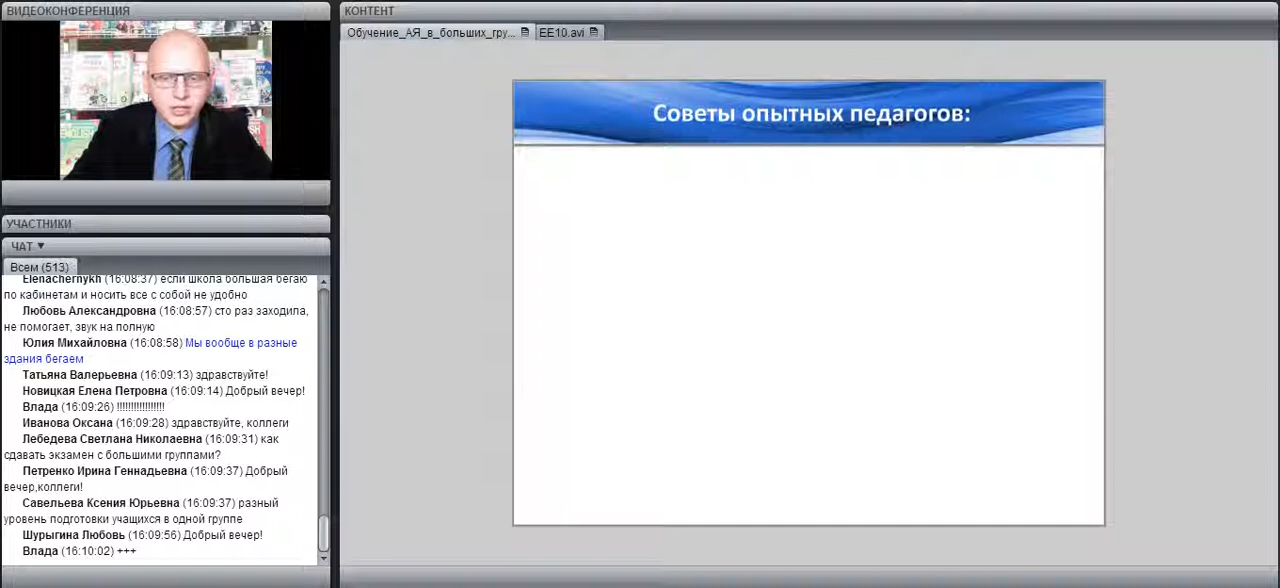 ВИДЕОКОНФЕРЕНЦИЯ
КОНТЕНТ
Обучение_АЯ_в_больших_гру...
EE10.avi
Советы опытных педагогов:
УЧАСТНИКИ
ЧАТ
Всем (513)
Elenachernykh (16:08:37) если школа большая бегаю
по кабинетам и носить все с собой не удобно
Любовь Александровна (16:08:57) сто раз заходила,
не помогает, звук на полную
Юлия Михайловна (16:08:58) Мы вообще в разные
здания бегаем
Татьяна Валерьевна (16:09:13) здравствуйте!
Новицкая Елена Петровна (16:09:14) Добрый вечер!
Влада (16:09:26) !!!!!!!!!!!!!!!!!
Иванова Оксана (16:09:28) здравствуйте, коллеги
Лебедева Светлана Николаевна (16:09:31) как
сдавать экзамен с большими группами?
Петренко Ирина Геннадьевна (16:09:37) Добрый
вечер,коллеги!
Савельева Ксения Юрьевна (16:09:37) разный
уровень подготовки учащихся в одной группе
Шурыгина Любовь (16:09:56) Добрый вечер!
Влада (16:10:02) +++